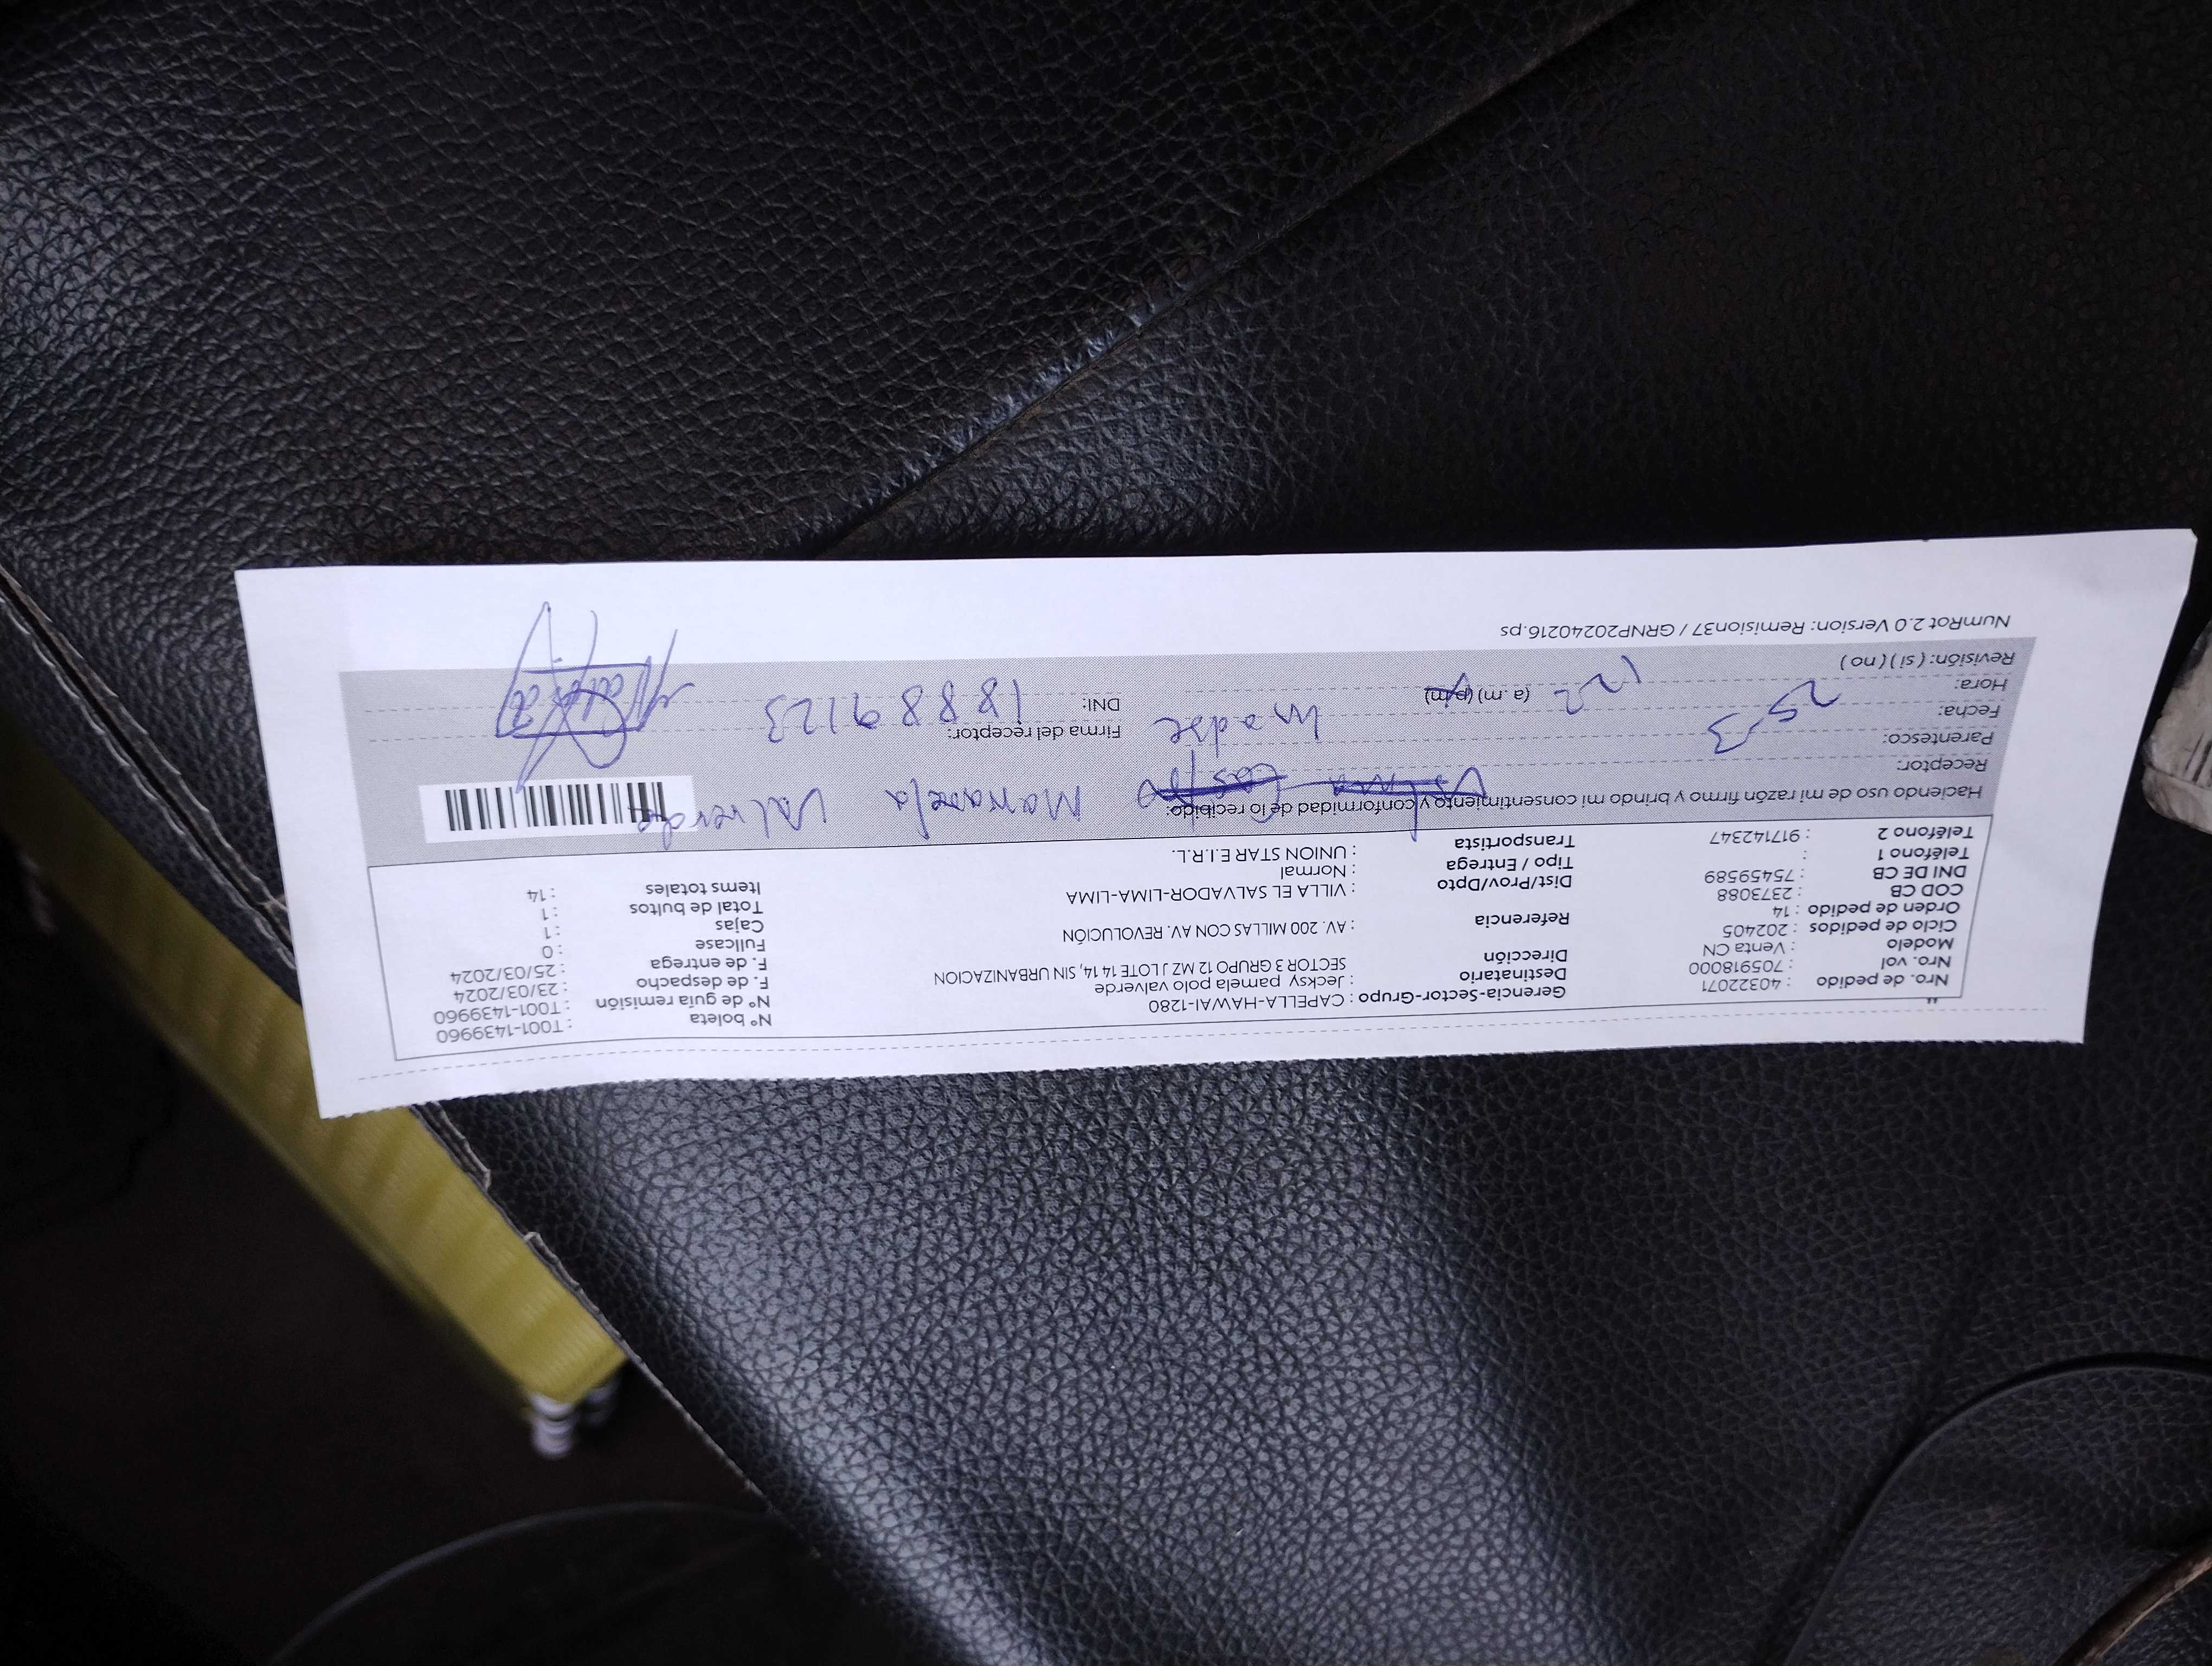 Nro. de pedido : 40322071
Nro. vol : 705918000
Modelo : Venta CN
Ciclo de pedidos : 202405
Orden de pedido : 14
COD CB : 2373088
DNI DE CB : 75459589
Teléfono 1 :
Teléfono 2 : 917142347
Gerencia-Sector-Grupo : CAPELLA-HAWAI-1280
Destinatario : Jecksy pamela polo valverde
Dirección SECTOR 3 GRUPO 12 MZ J LOTE 14 14, SIN URBANIZACION
Referencia : AV. 200 MILLAS CON AV. REVOLUCIÓN
Dist/Prov/Dpto : VILLA EL SALVADOR-LIMA-LIMA
Tipo / Entrega : Normal
Transportista : UNION STAR E.I.R.L.
N° boleta : T001-1439960
N° de guía remisión : T001-1439960
F. de despacho : 23/03/2024
F. de entrega : 25/03/2024
Fullcase : 0
Cajas : 1
Total de bultos : 1
Items totales : 14
Haciendo uso de mi razón firmo y brindo mi consentimiento y conformidad de lo recibido:
Receptor: Valverde
Parentesco: madre
Fecha: 25 3
Hora: (a.m) (p/m)
Revisión: ( si ) ( no )
Firma del receptor:
DNI: 18889123
NumRot 2.0 Version: Remision37 / GRNP20240216.ps